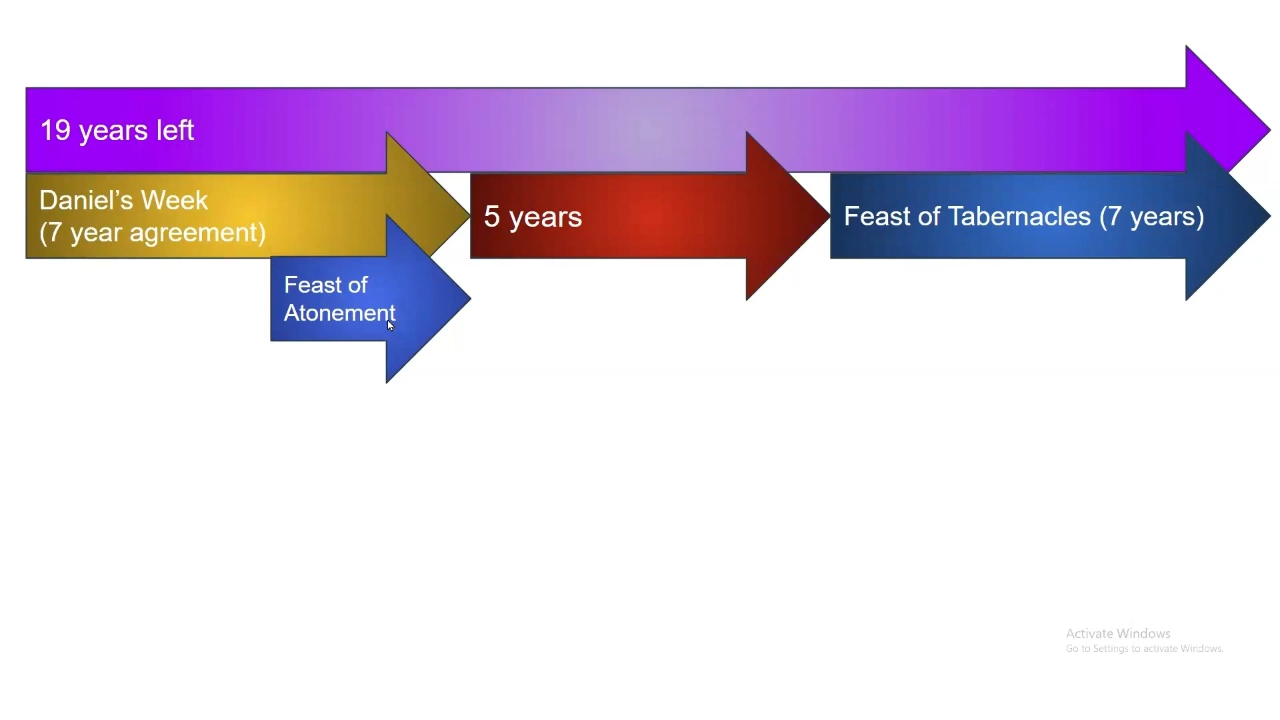 19 years left
Daniel’s Week
(7 year agreement)
5 years
Feast of Tabernacles (7 years)
Feast of
Atonement
Activate Windows
Go to Settings to activate Windows.